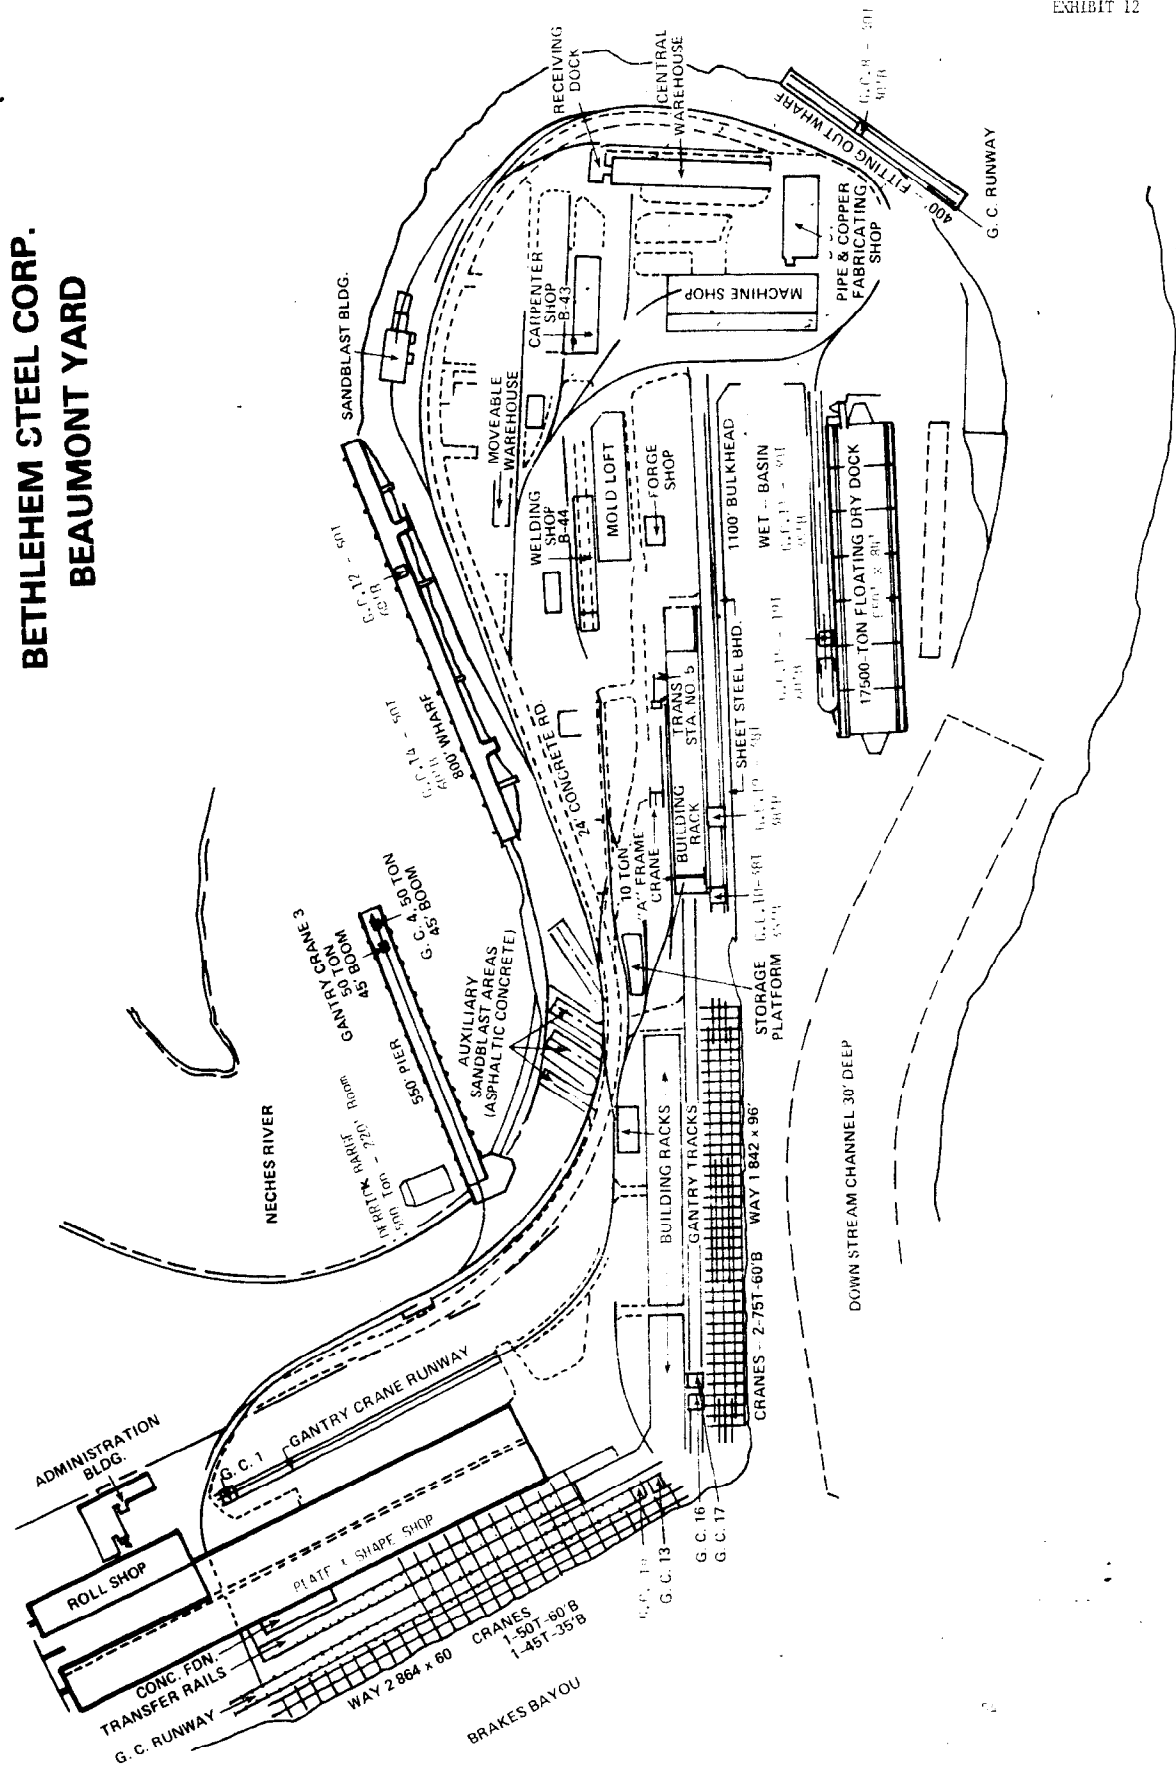 EXHIBIT 12
BETHLEHEM STEEL CORP.
BEAUMONT YARD
RECEIVING
DOCK
CENTRAL
WAREHOUSE
FITTING OUT WHARF
400'
G. C. RUNWAY
PIPE & COPPER
FABRICATING
SHOP
MACHINE SHOP
CARPENTER
SHOP
B-43
SANDBLAST BLDG.
MOVEABLE
WAREHOUSE
WELDING
SHOP
B-44
MOLD LOFT
FORGE
SHOP
1100' BULKHEAD
WET - BASIN
17500-TON FLOATING DRY DOCK
G.C. 12 - 50T
G.C. 14 - 50T
800' WHARF
24' CONCRETE RD.
TRANST
STA. NO. 5
SHEET STEEL BHD.
BUILDING
RACK
10 TON
"A" FRAME
CRANE
STORAGE
PLATFORM
GANTRY CRANE 3
50 TON
45' BOOM
G. C. 4, 50 TON
45' BOOM
550' PIER
AUXILIARY
SANDBLAST AREAS
(ASPHALTIC CONCRETE)
NECHES RIVER
BUILDING RACKS
GANTRY TRACKS
WAY 1 842 x 96'
CRANES - 2-75T-60'B
DOWN STREAM CHANNEL 30' DEEP
ADMINISTRATION
BLDG.
G. C. 1
GANTRY CRANE RUNWAY
ROLL SHOP
PLATE & SHAPE SHOP
CONC. FDN.
TRANSFER RAILS
G. C. RUNWAY
WAY 2 864 x 60
CRANES
1-50T-60'B
1-45T-35'B
G. C. 13
G. C. 16
G. C. 17
BRAKES BAYOU